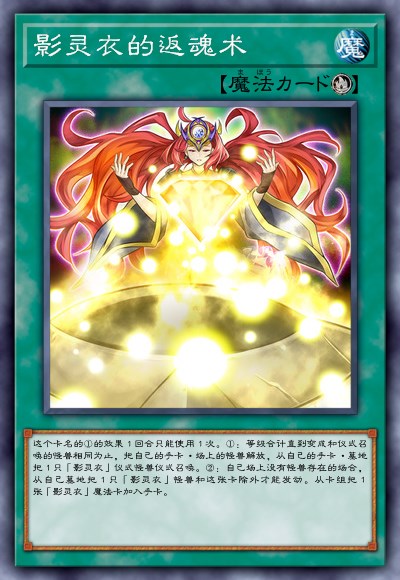 影灵衣的返魂术
魔
【魔法カード】
まほう
这个卡名的①的效果1回合只能使用1次。①：等级合计直到变成和仪式召
唤的怪兽相同为止，把自己的手卡·场上的怪兽解放，从自己的手卡·墓地
把1只「影灵衣」仪式怪兽仪式召唤。②：自己场上没有怪兽存在的场合，
从自己墓地把1只「影灵衣」怪兽和这张卡除外才能发动。从卡组把1
张「影灵衣」魔法卡加入手卡。